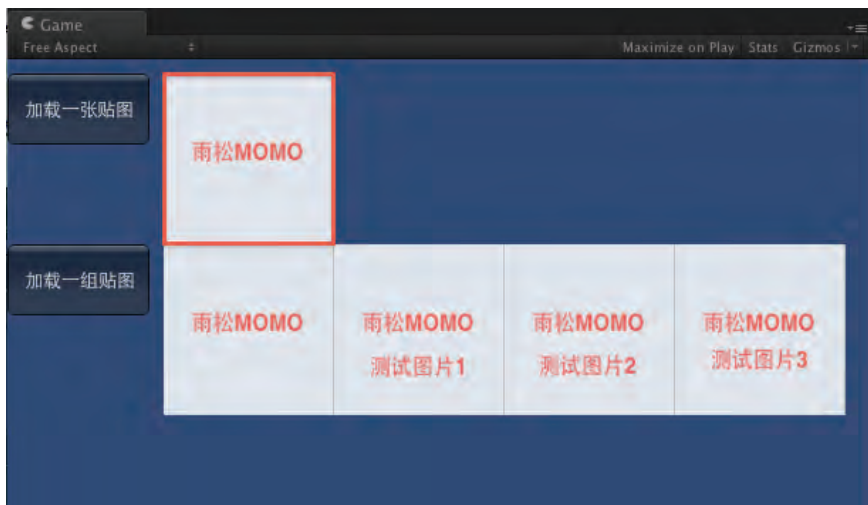 Game
Free Aspect
Maximize on Play Stats Gizmos
加载一张贴图
雨松MOMO
加载一组贴图
雨松MOMO
雨松MOMO
测试图片1
雨松MOMO
测试图片2
雨松MOMO
测试图片3